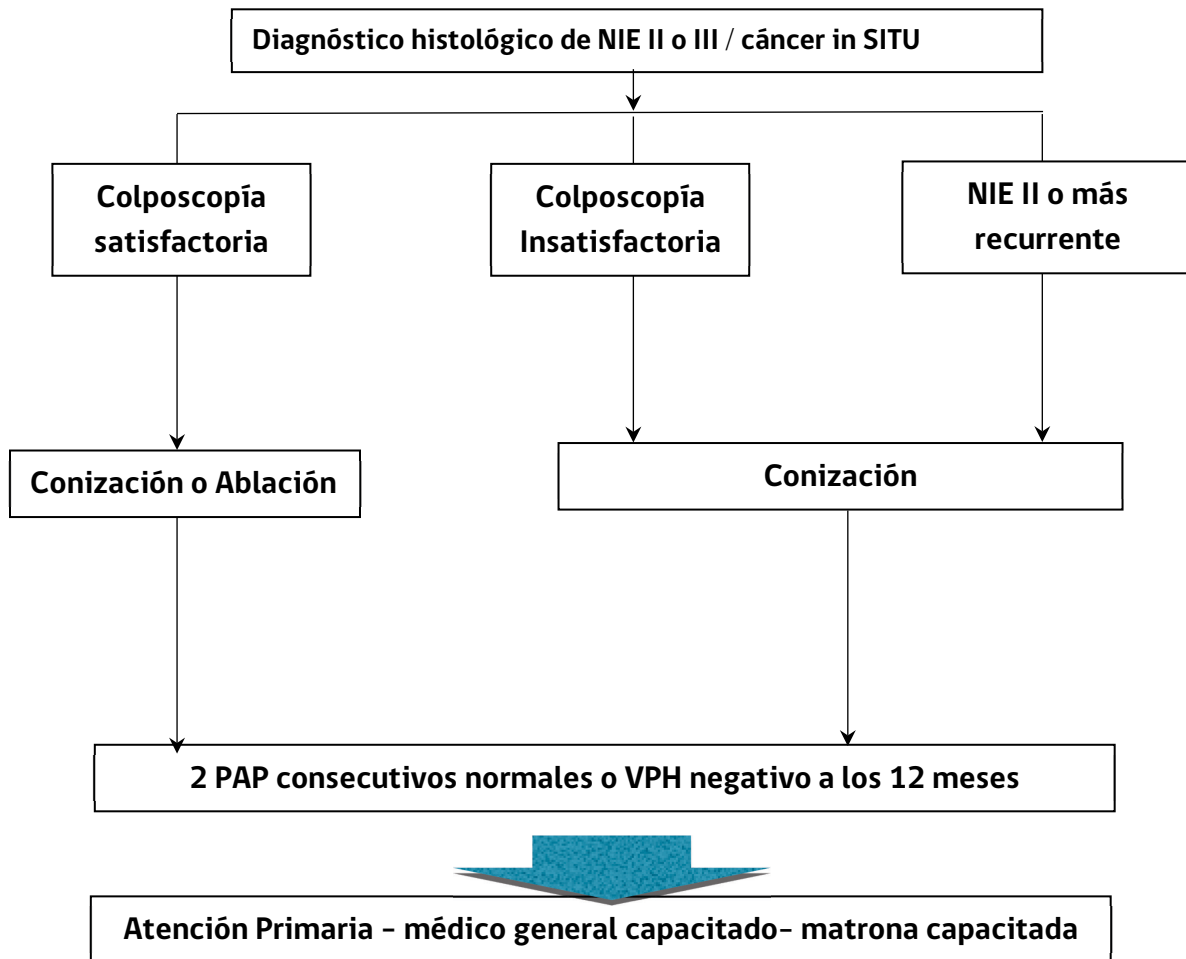 Diagnóstico histológico de NIE II o III / cáncer in SITU
Colposcopía
satisfactoria
Colposcopía
Insatisfactoria
NIE II o más
recurrente
Conización o Ablación
Conización
2 PAP consecutivos normales o VPH negativo a los 12 meses
Atención Primaria – médico general capacitado– matrona capacitada